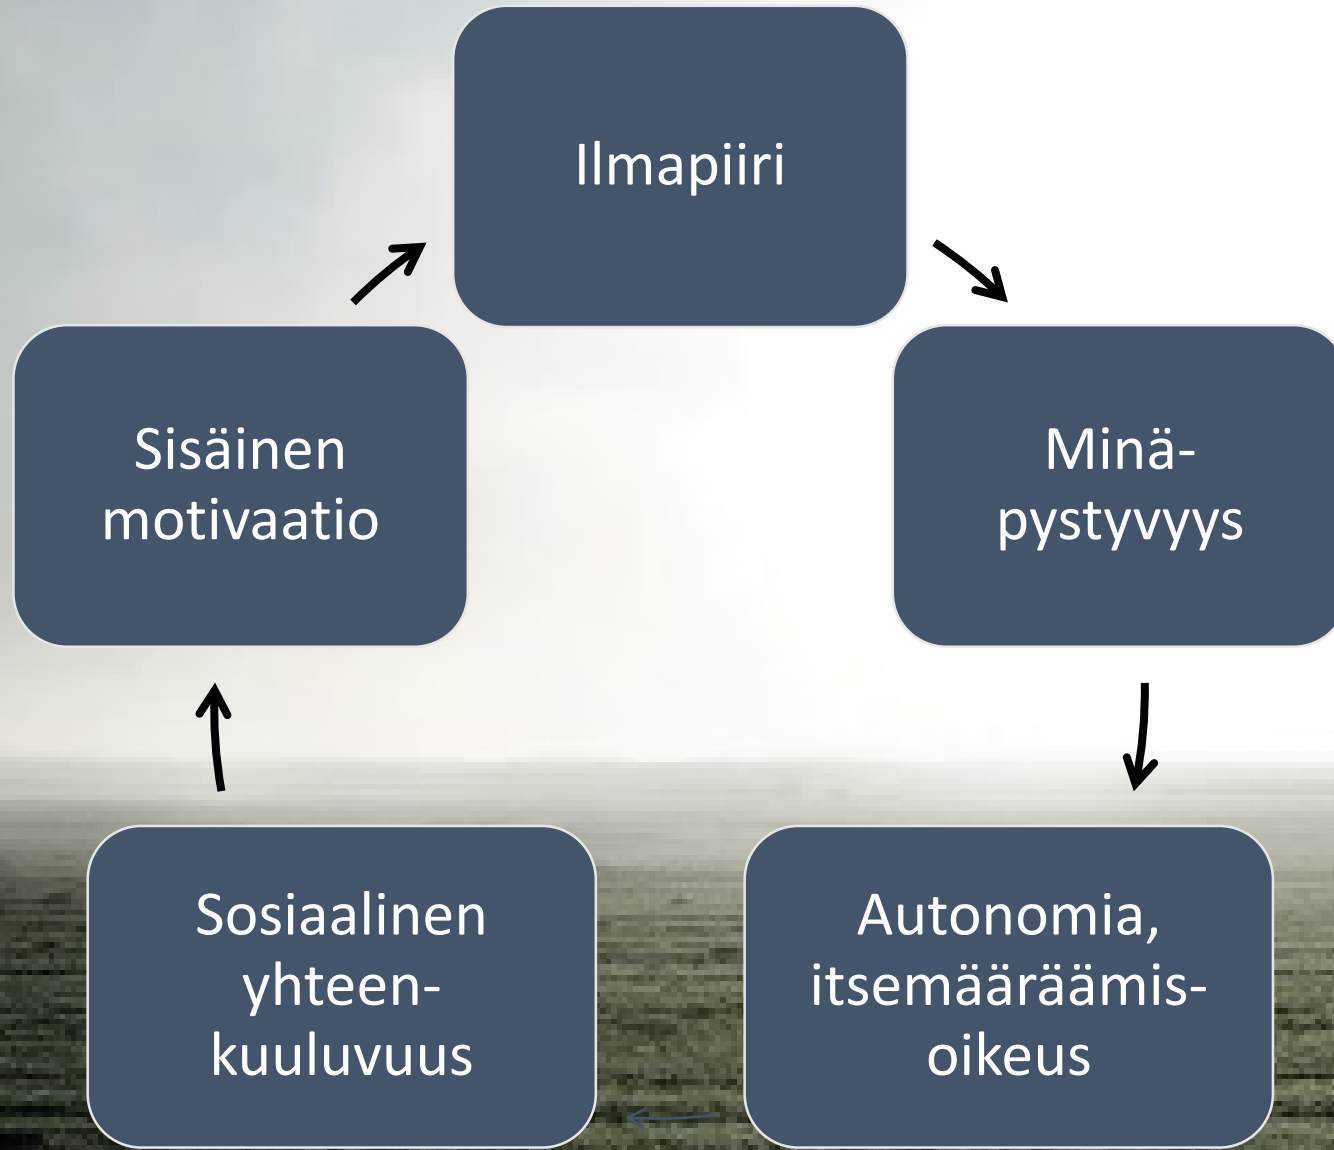 Ilmapiiri
Sisäinen
motivaatio
Minä-
pystyvyys
Sosiaalinen
yhteen-
kuuluvuus
Autonomia,
itsemääräämis-
oikeus